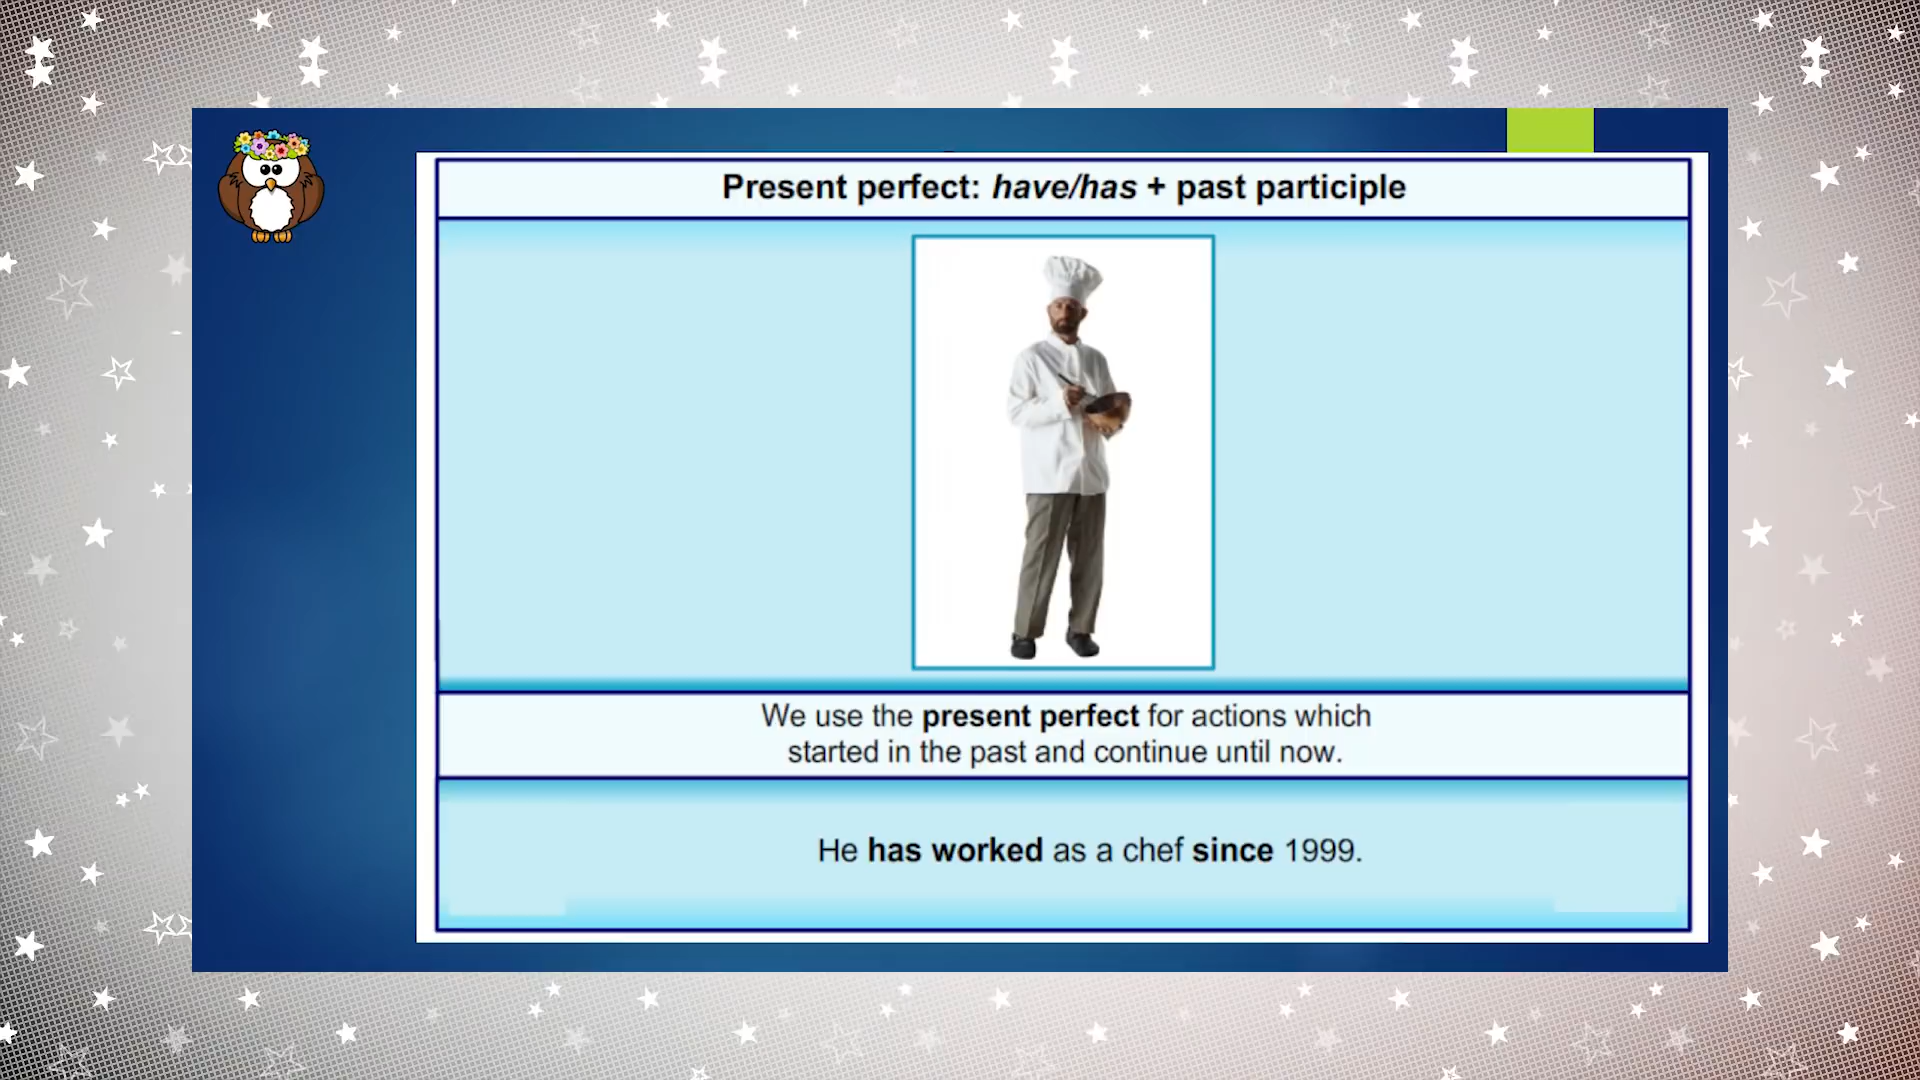 Present perfect: have/has + past participle
We use the present perfect for actions which
started in the past and continue until now.
He has worked as a chef since 1999.